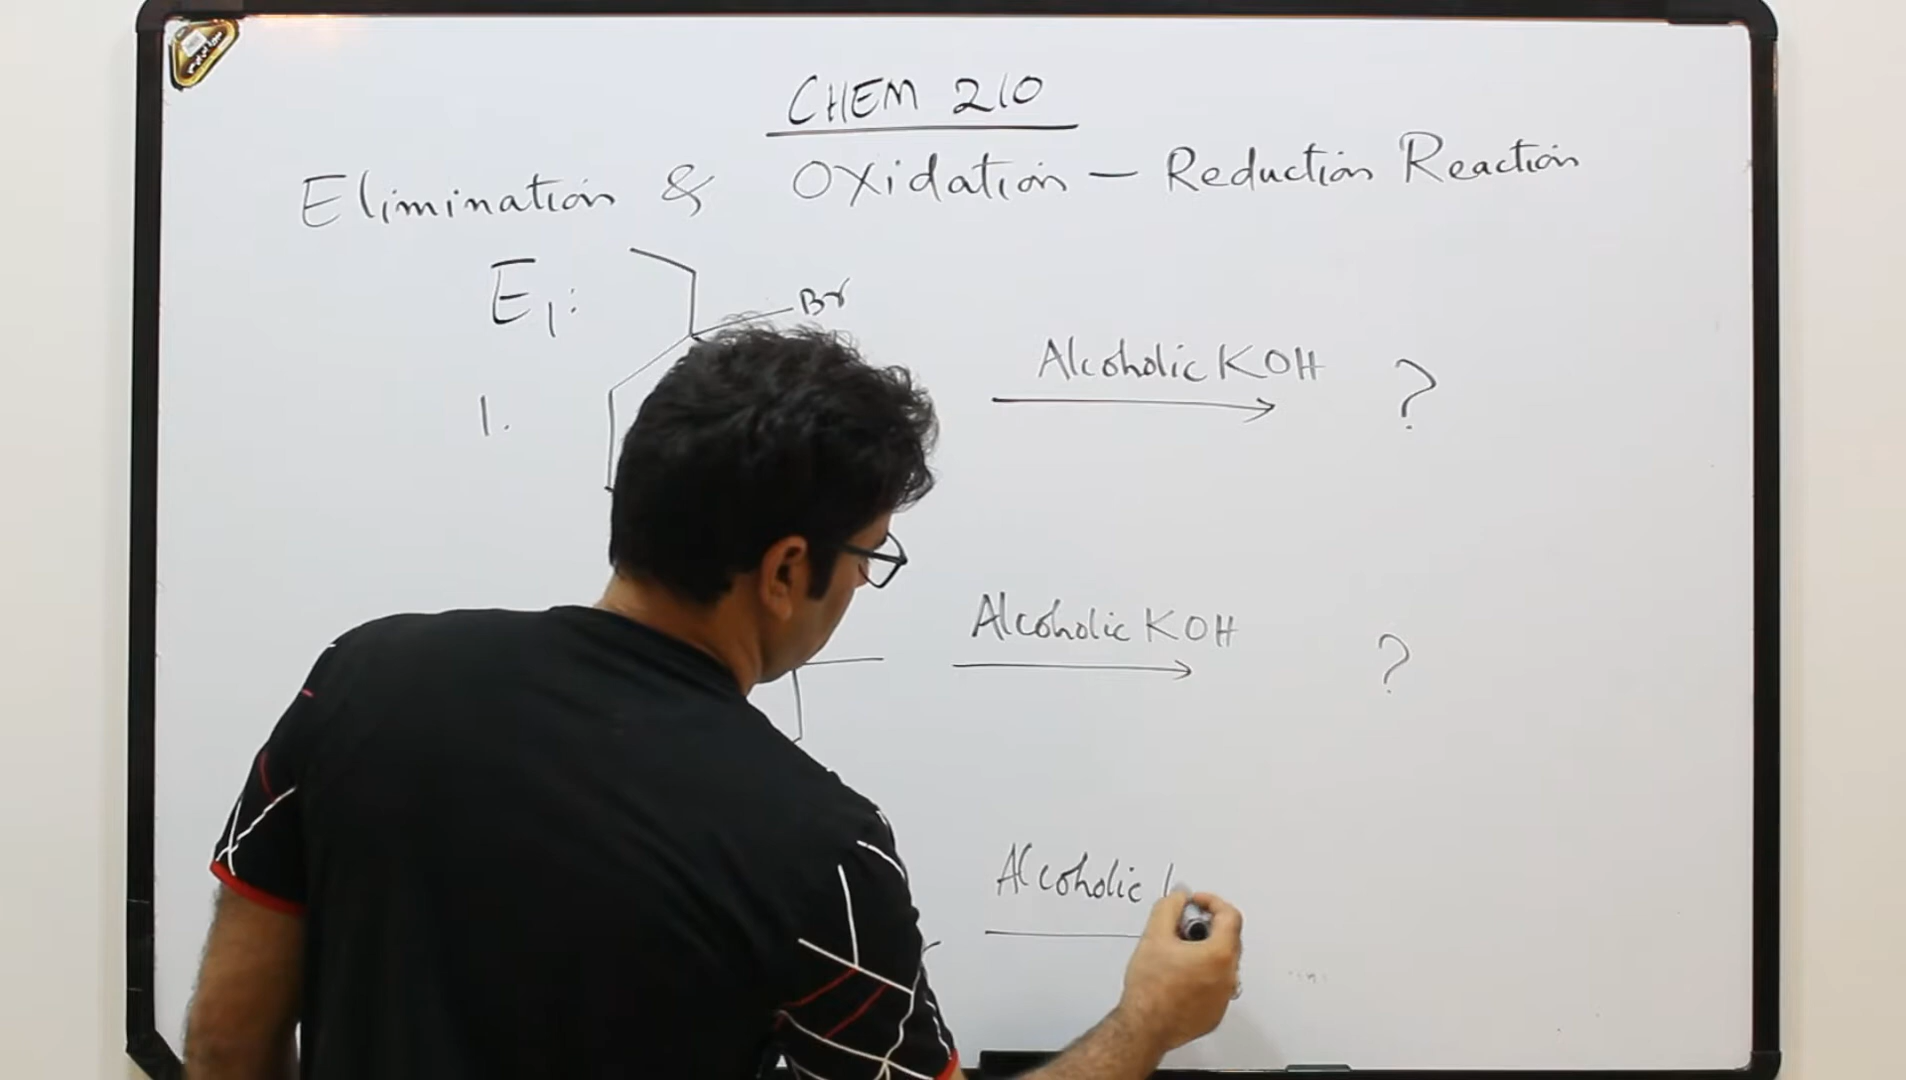 CHEM 210
Elimination & Oxidation - Reduction Reaction
E1:
Br
Alcoholic KOH ?
1.
Alcoholic KOH ?
Alcoholic